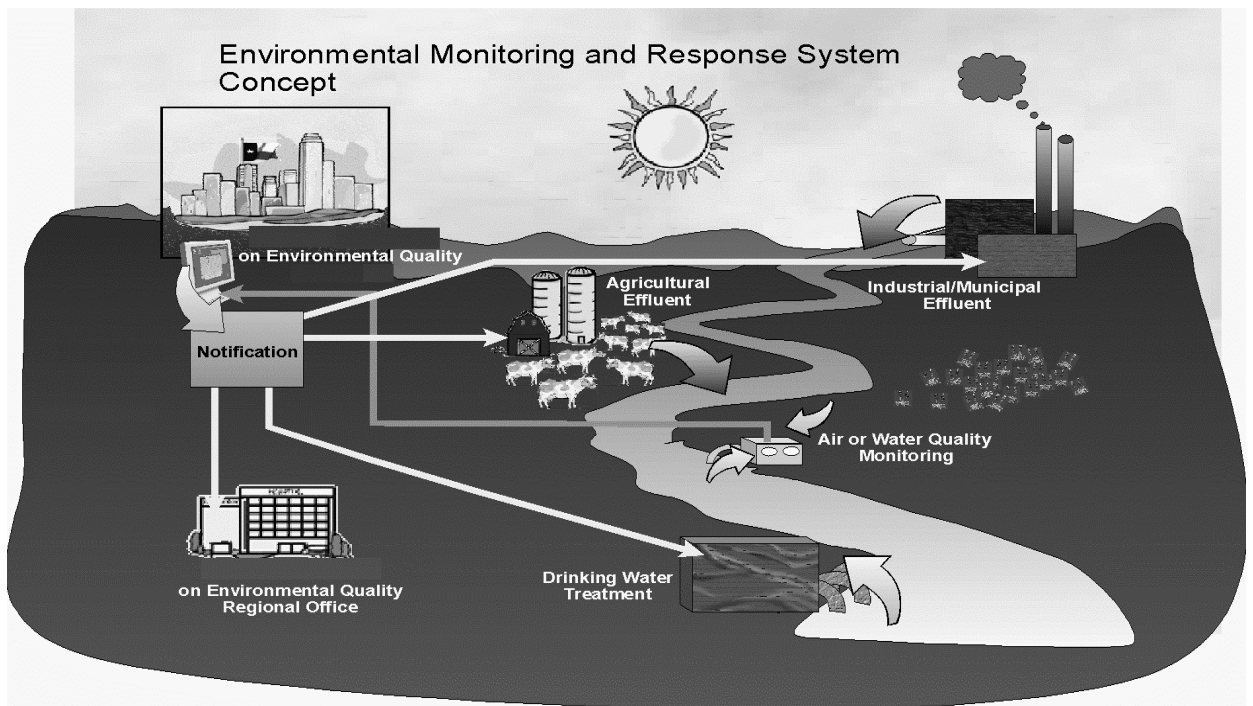 Environmental Monitoring and Response System
Concept
on Environmental Quality
Agricultural
Effluent
Industrial/Municipal
Effluent
Notification
Air or Water Quality
Monitoring
on Environmental Quality
Regional Office
Drinking Water
Treatment